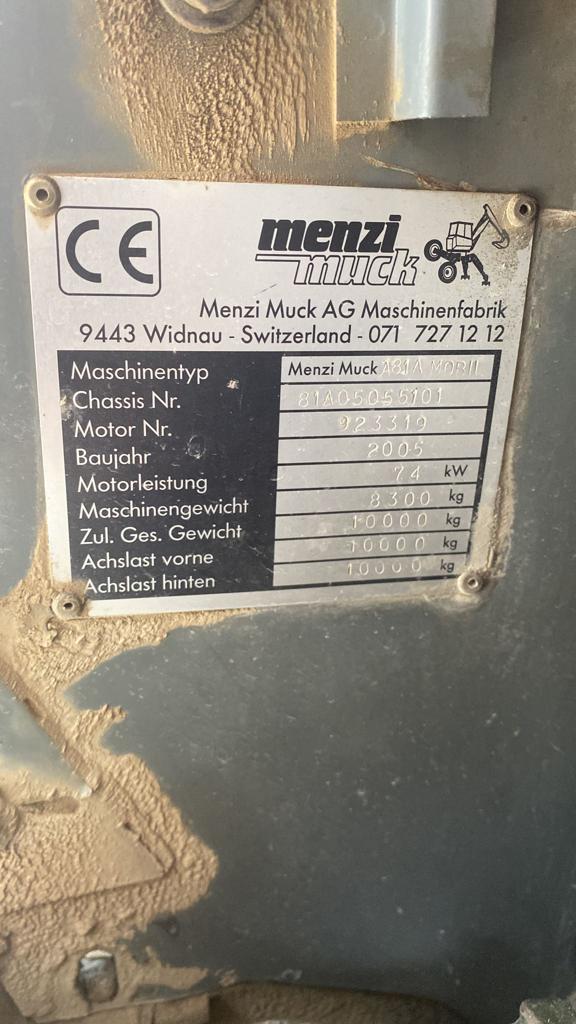 CE
menzi
muck
Menzi Muck AG Maschinenfabrik
9443 Widnau - Switzerland - 071 727 12 12
Maschinentyp Menzi Muck A81A MOBIL
Chassis Nr. 81A05055101
Motor Nr. 923319
Baujahr 2005
Motorleistung 74 kW
Maschinengewicht 8300 kg
Zul. Ges. Gewicht 10000 kg
Achslast vorne 10000 kg
Achslast hinten 10000 kg